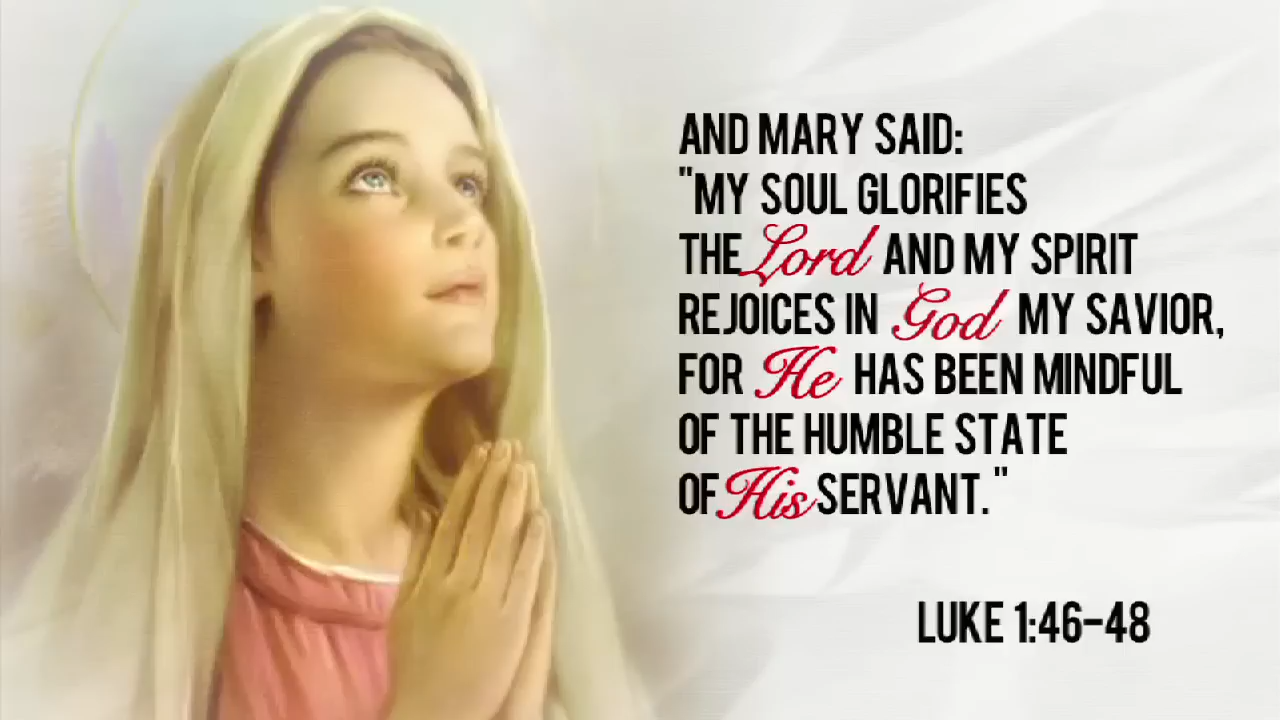 AND MARY SAID:
"MY SOUL GLORIFIES
THE Lord AND MY SPIRIT
REJOICES IN God MY SAVIOR,
FOR He HAS BEEN MINDFUL
OF THE HUMBLE STATE
OF His SERVANT."
LUKE 1:46-48